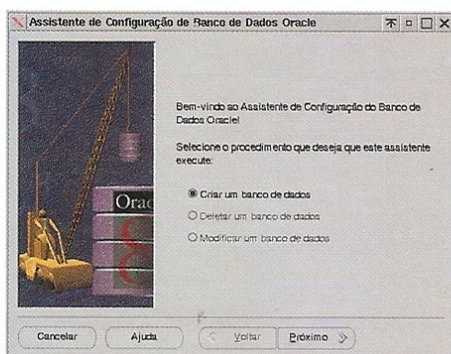 Assistente de Configuração de Banco de Dados Oracle
Bem-vindo ao Assistente de Configuração do Banco de
Dados Oracle!
Selecione o procedimento que deseja que este assistente
execute:
Criar um banco de dados
Deletar um banco de dados
Modificar um banco de dados
Orac
8
Cancelar
Ajuda
Voltar
Próximo